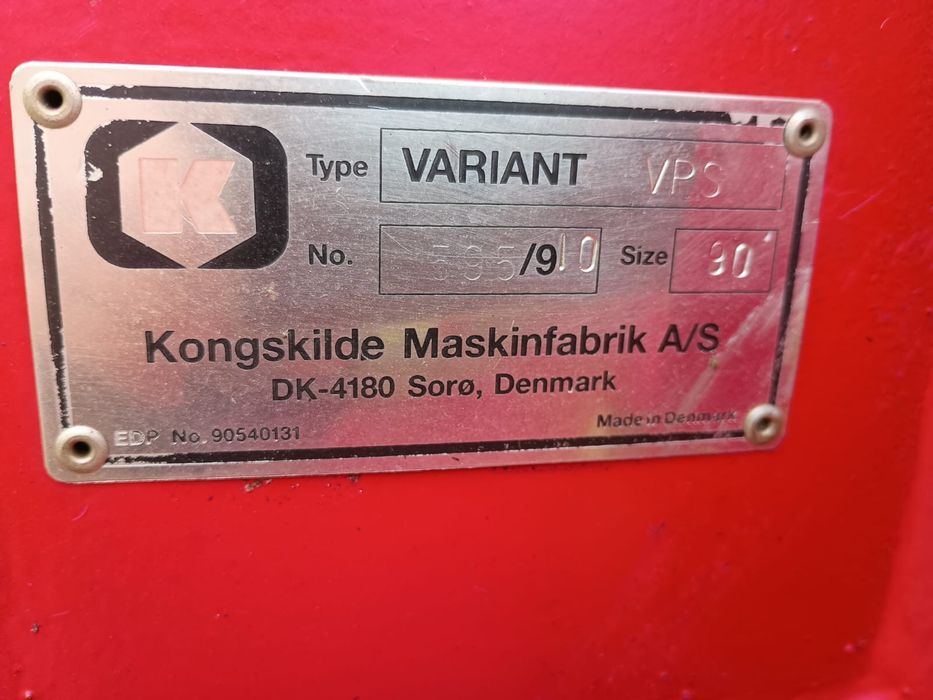 K
Type VARIANT VPS
No. 595/910 Size 90
Kongskilde Maskinfabrik A/S
DK-4180 Sorø, Denmark
Made in Denmark
EDP No. 90540131